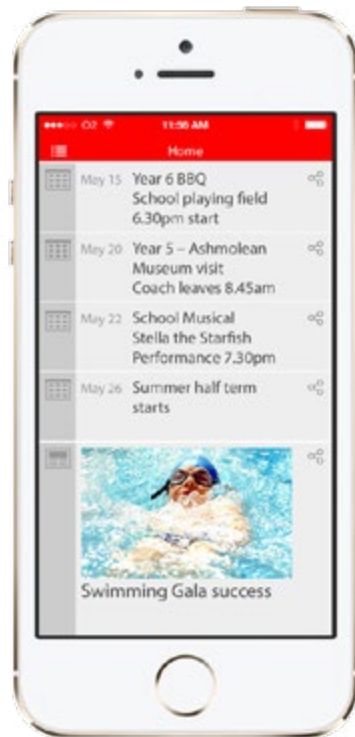 O2 11:56 AM
Home
May 15 Year 6 BBQ
School playing field
6.30pm start
May 20 Year 5 – Ashmolean
Museum visit
Coach leaves 8.45am
May 22 School Musical
Stella the Starfish
Performance 7.30pm
May 26 Summer half term
starts
Swimming Gala success